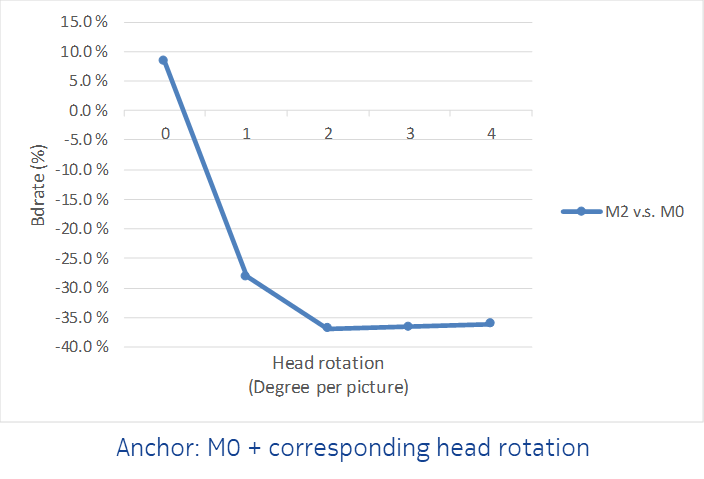 15.0 %
10.0 %
5.0 %
0.0 %
-5.0 %
-10.0 %
-15.0 %
-20.0 %
-25.0 %
-30.0 %
-35.0 %
-40.0 %
Bdrate (%)
0 1 2 3 4
M2 v.s. M0
Head rotation
(Degree per picture)
Anchor: M0 + corresponding head rotation